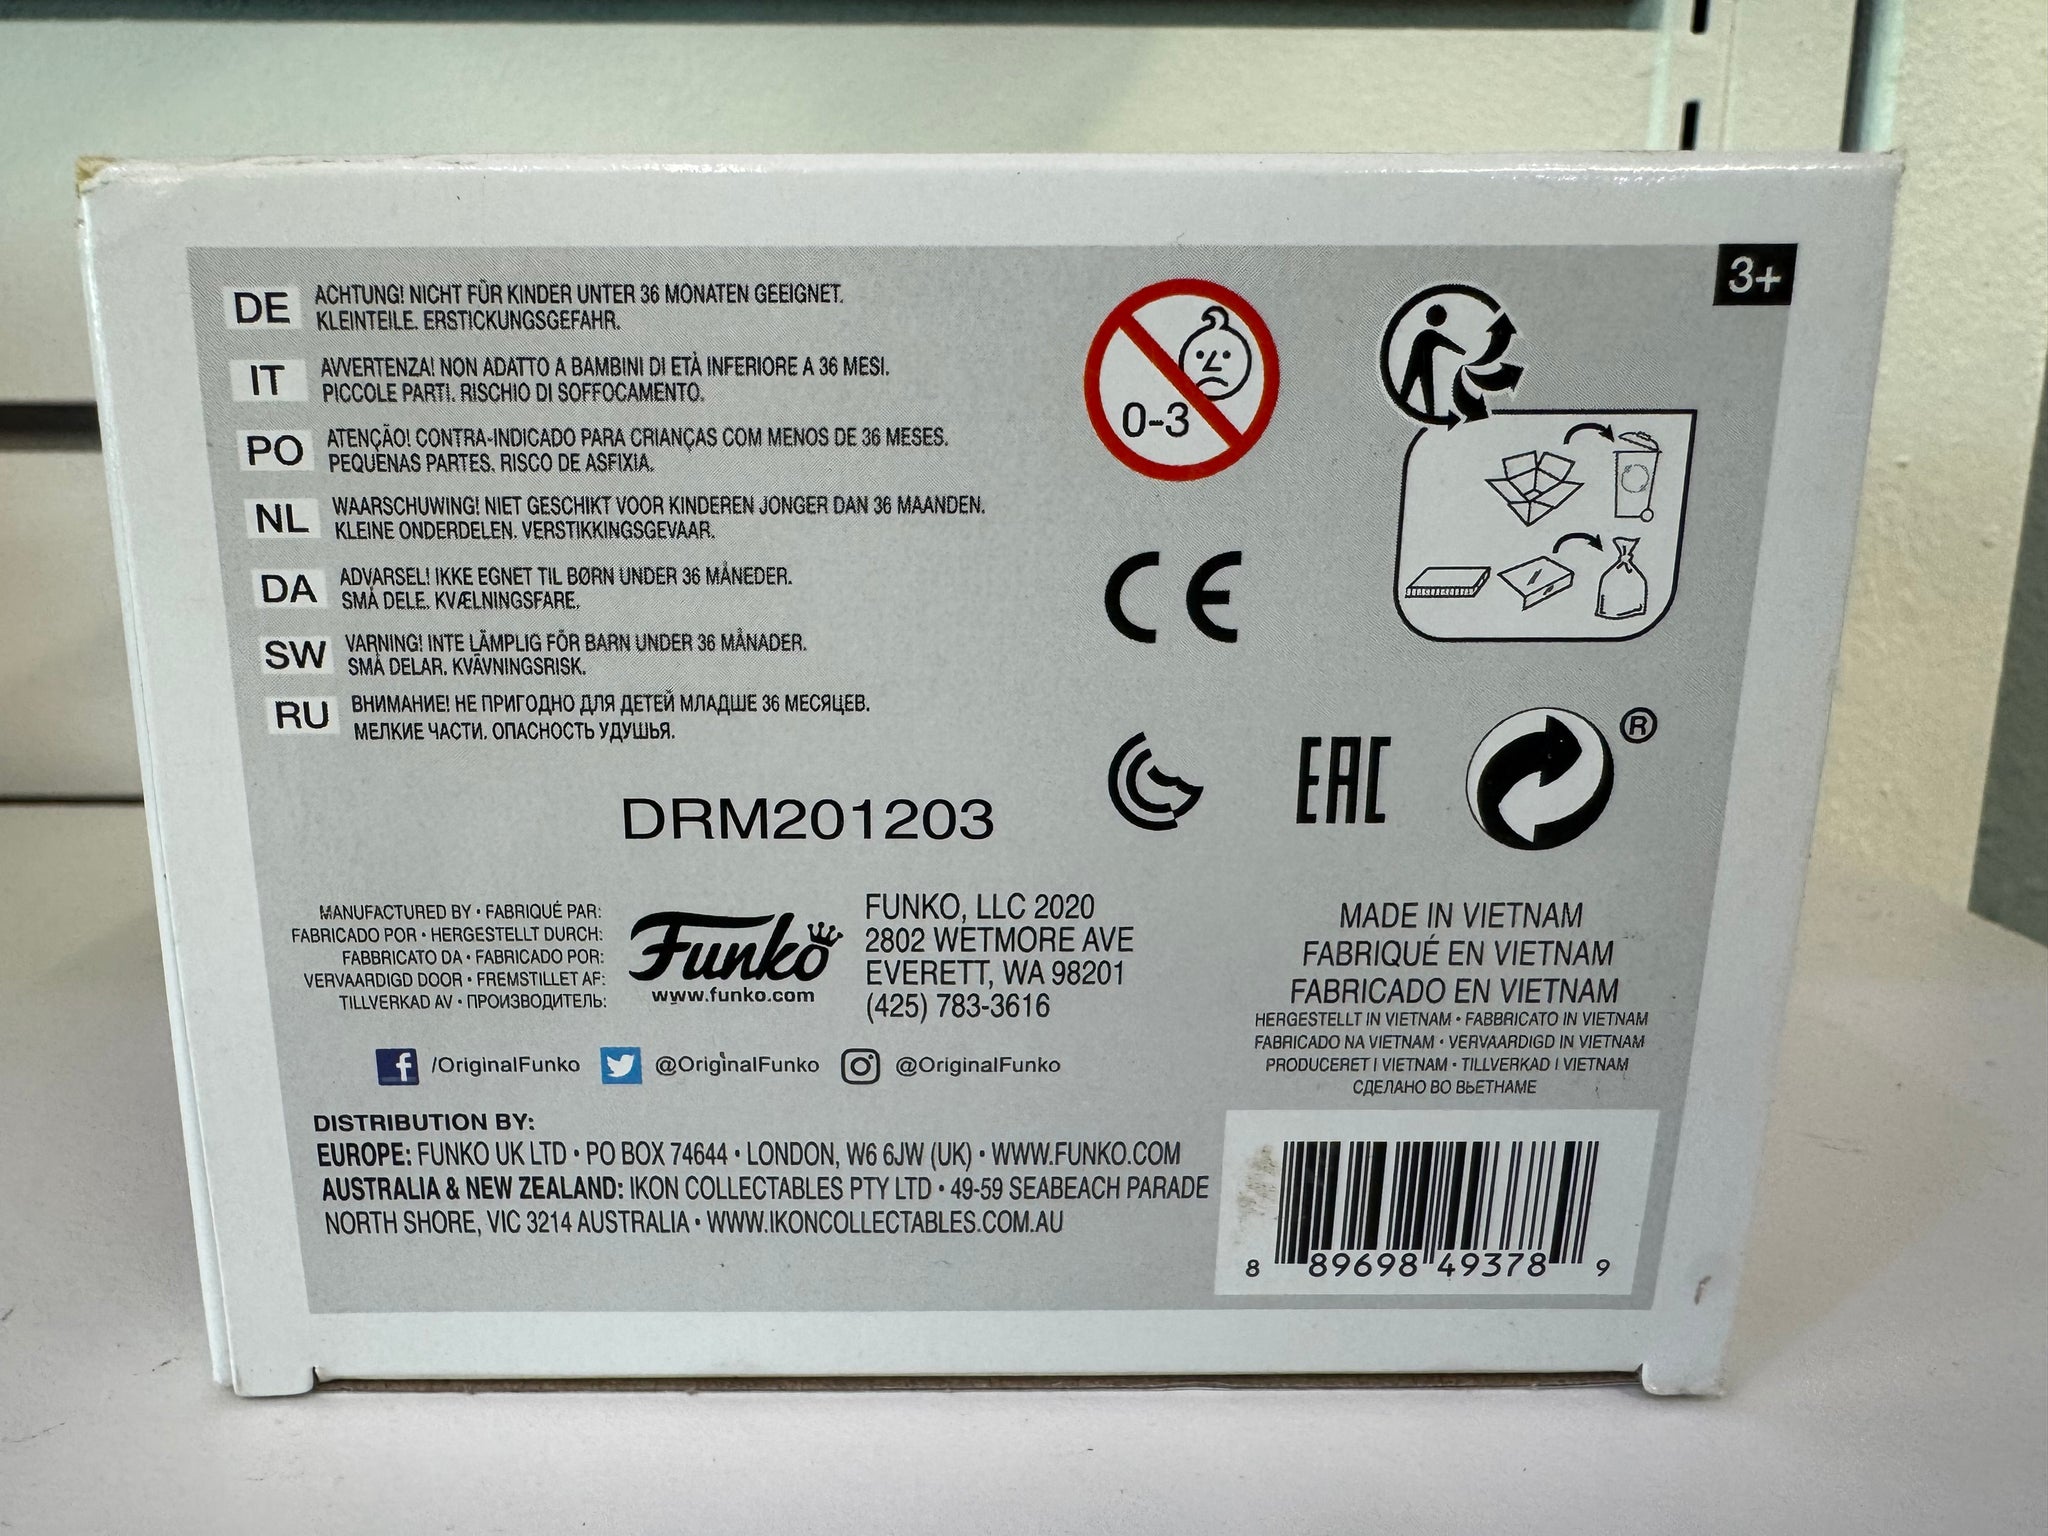 3+
DE
ACHTUNG! NICHT FÜR KINDER UNTER 36 MONATEN GEEIGNET.
KLEINTEILE. ERSTICKUNGSGEFAHR.
IT
AVVERTENZA! NON ADATTO A BAMBINI DI ETÀ INFERIORE A 36 MESI.
PICCOLE PARTI. RISCHIO DI SOFFOCAMENTO.
PO
ATENÇÃO! CONTRA-INDICADO PARA CRIANÇAS COM MENOS DE 36 MESES.
PEQUENAS PARTES. RISCO DE ASFIXIA.
NL
WAARSCHUWING! NIET GESCHIKT VOOR KINDEREN JONGER DAN 36 MAANDEN.
KLEINE ONDERDELEN. VERSTIKKINGSGEVAAR.
DA
ADVARSEL! IKKE EGNET TIL BØRN UNDER 36 MÅNEDER.
SMÅ DELE. KVÆLNINGSFARE.
SW
VARNING! INTE LÄMPLIG FÖR BARN UNDER 36 MÅNADER.
SMÅ DELAR. KVÄVNINGSRISK.
RU
ВНИМАНИЕ! НЕ ПРИГОДНО ДЛЯ ДЕТЕЙ МЛАДШЕ 36 МЕСЯЦЕВ.
МЕЛКИЕ ЧАСТИ. ОПАСНОСТЬ УДУШЬЯ.
0-3
CE
EAC
®
DRM201203
MANUFACTURED BY • FABRIQUÉ PAR:
FABRICADO POR • HERGESTELLT DURCH:
FABBRICATO DA • FABRICADO POR:
VERVAARDIGD DOOR • FREMSTILLET AF:
TILLVERKAD AV • ПРОИЗВОДИТЕЛЬ:
Funko
www.funko.com
FUNKO, LLC 2020
2802 WETMORE AVE
EVERETT, WA 98201
(425) 783-3616
MADE IN VIETNAM
FABRIQUÉ EN VIETNAM
FABRICADO EN VIETNAM
HERGESTELLT IN VIETNAM • FABBRICATO IN VIETNAM
FABRICADO NA VIETNAM • VERVAARDIGD IN VIETNAM
PRODUCERET I VIETNAM • TILLVERKAD I VIETNAM
СДЕЛАНО ВО ВЬЕТНАМЕ
/OriginalFunko @OriginalFunko @OriginalFunko
DISTRIBUTION BY:
EUROPE: FUNKO UK LTD • PO BOX 74644 • LONDON, W6 6JW (UK) • WWW.FUNKO.COM
AUSTRALIA & NEW ZEALAND: IKON COLLECTABLES PTY LTD • 49-59 SEABEACH PARADE
NORTH SHORE, VIC 3214 AUSTRALIA • WWW.IKONCOLLECTABLES.COM.AU
8 89698 49378 9